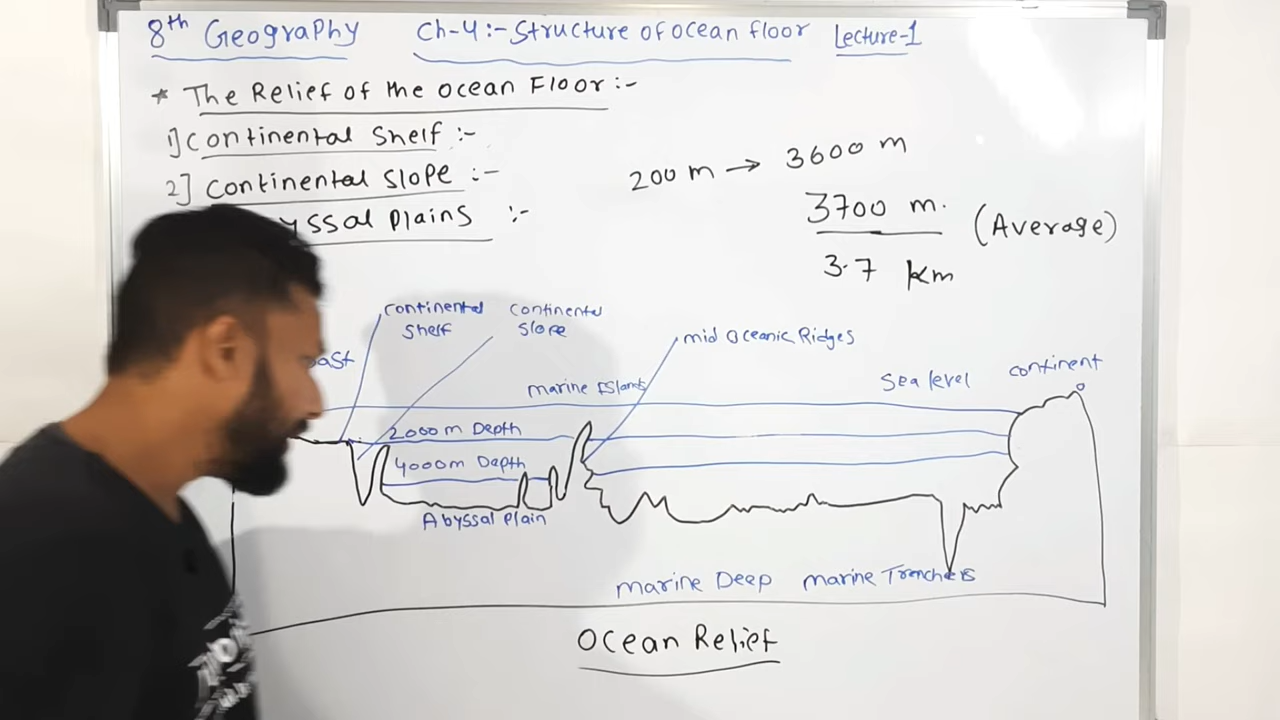 8th Geography Ch-4:- Structure of ocean floor Lecture-1
* The Relief of the ocean Floor:-
1] Continental Shelf :-
2] Continental Slope :-
Plains :-
200 m → 3600 m
3700 m. (Average)
3.7 km
continental shelf
continental slope
mid Oceanic Ridges
marine Islands
Sea level
continent
2000m Depth
4000m Depth
Abyssal Plain
marine Deep marine Trenches
Ocean Relief